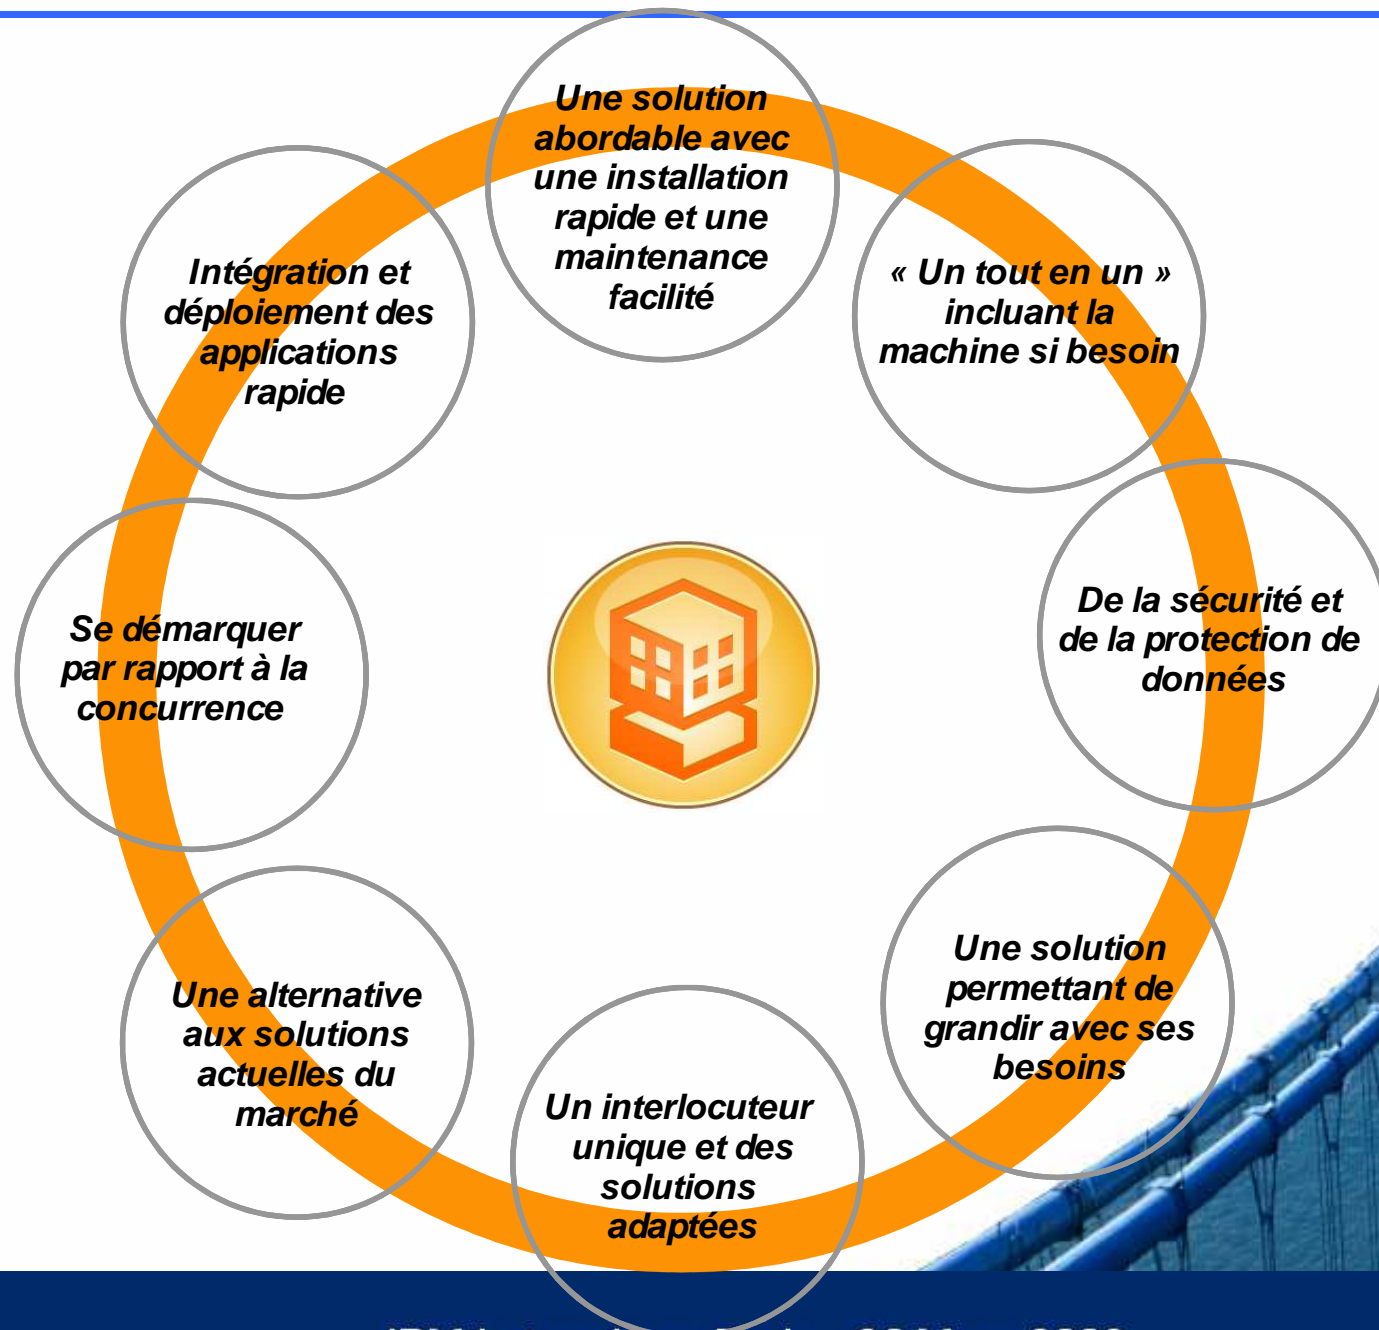 Une solution
abordable avec
une installation
rapide et une
maintenance
facilité
« Un tout en un »
incluant la
machine si besoin
De la sécurité et
de la protection de
données
Une solution
permettant de
grandir avec ses
besoins
Un interlocuteur
unique et des
solutions
adaptées
Une alternative
aux solutions
actuelles du
marché
Se démarquer
par rapport à la
concurrence
Intégration et
déploiement des
applications
rapide